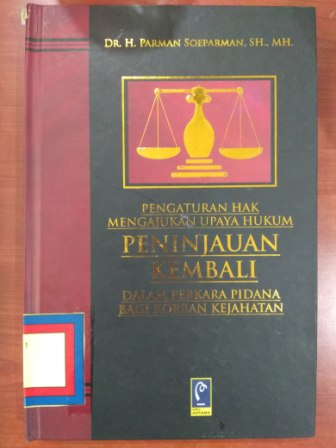 DR. H. PARMAN SOEPARMAN, SH., MH.
PENGATURAN HAK
MENGAJUKAN UPAYA HUKUM
PENINJAUAN
KEMBALI
DALAM PERKARA PIDANA
BAGI KORBAN KEJAHATAN